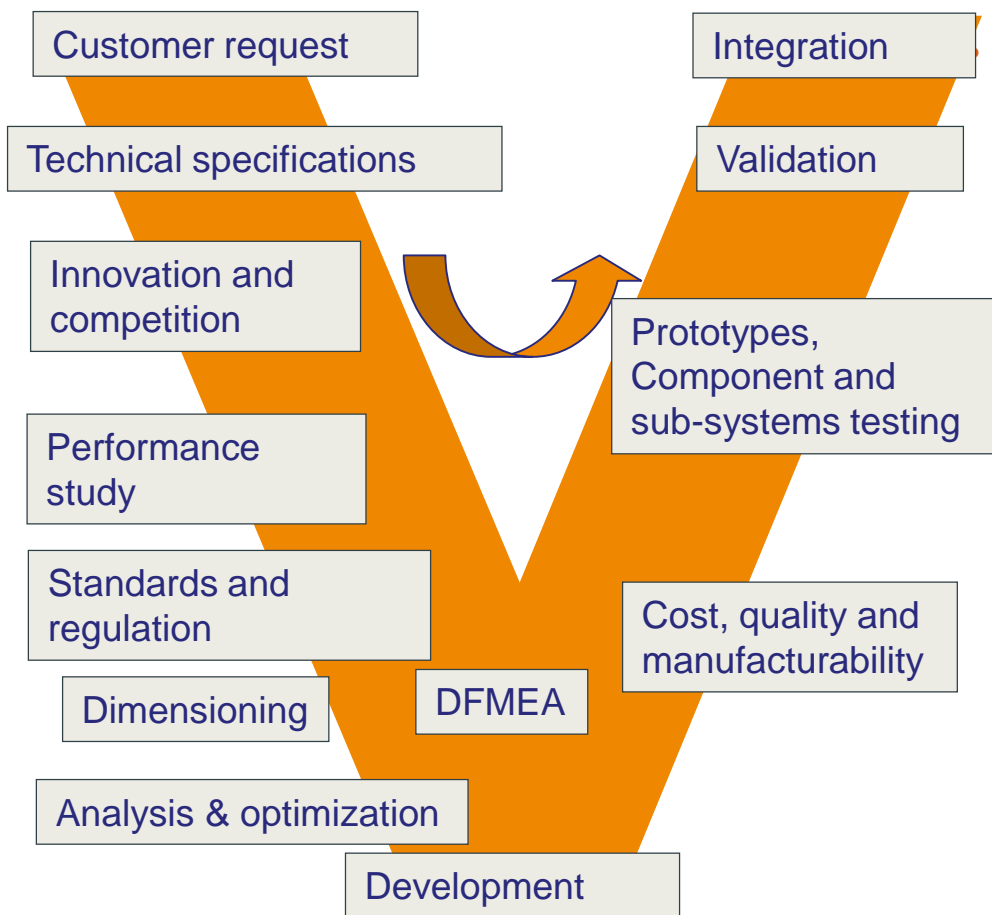 Customer request
Technical specifications
Innovation and
competition
Performance
study
Standards and
regulation
Dimensioning
Analysis & optimization
Development
DFMEA
Cost, quality and
manufacturability
Prototypes,
Component and
sub-systems testing
Validation
Integration